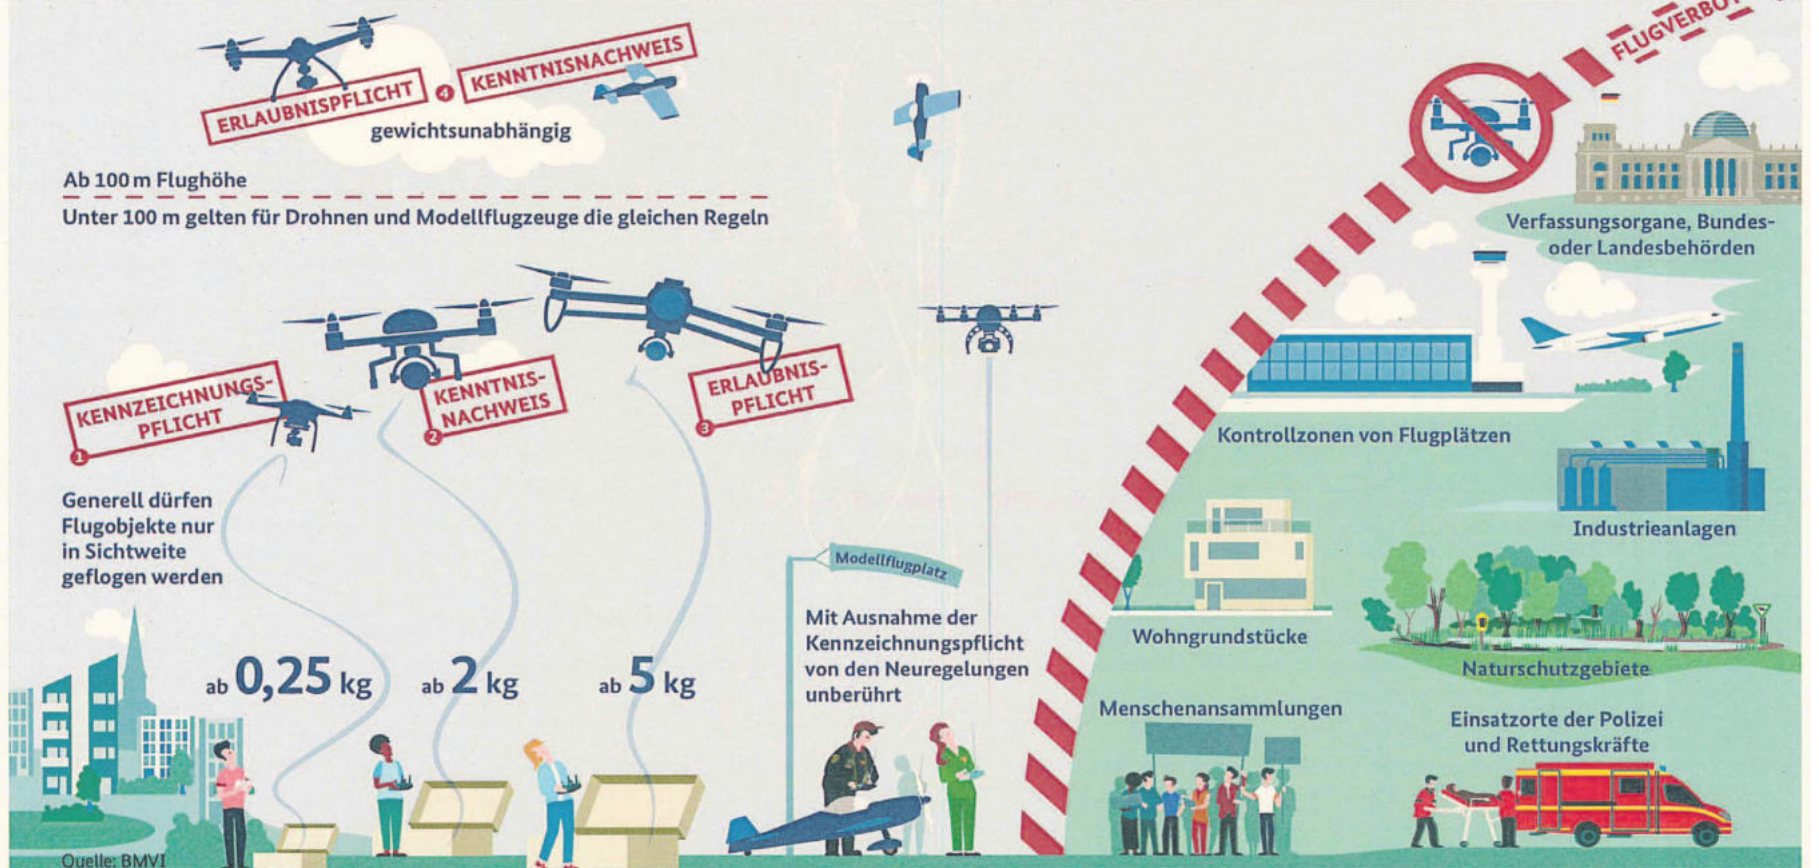 ERLAUBNISPFLICHT
4
KENNTNISNACHWEIS
gewichtsunabhängig
Ab 100 m Flughöhe
Unter 100 m gelten für Drohnen und Modellflugzeuge die gleichen Regeln
KENNZEICHNUNGS-
PFLICHT
1
KENNTNIS-
NACHWEIS
2
ERLAUBNIS-
PFLICHT
3
Generell dürfen
Flugobjekte nur
in Sichtweite
geflogen werden
ab 0,25 kg
ab 2 kg
ab 5 kg
Modellflugplatz
Mit Ausnahme der
Kennzeichnungspflicht
von den Neuregelungen
unberührt
FLUGVERBOT
Verfassungsorgane, Bundes-
oder Landesbehörden
Kontrollzonen von Flugplätzen
Industrieanlagen
Wohngrundstücke
Naturschutzgebiete
Menschenansammlungen
Einsatzorte der Polizei
und Rettungskräfte
Quelle: BMVI